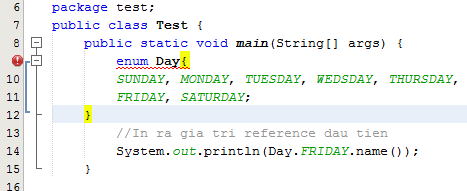 6 package test;
7 public class Test {
8 public static void main(String[] args) {
enum Day{
10 SUNDAY, MONDAY, TUESDAY, WEDSDAY, THURSDAY,
11 FRIDAY, SATURDAY;
12 }
13 //In ra gia tri reference dau tien
14 System.out.println(Day.FRIDAY.name());
15 }